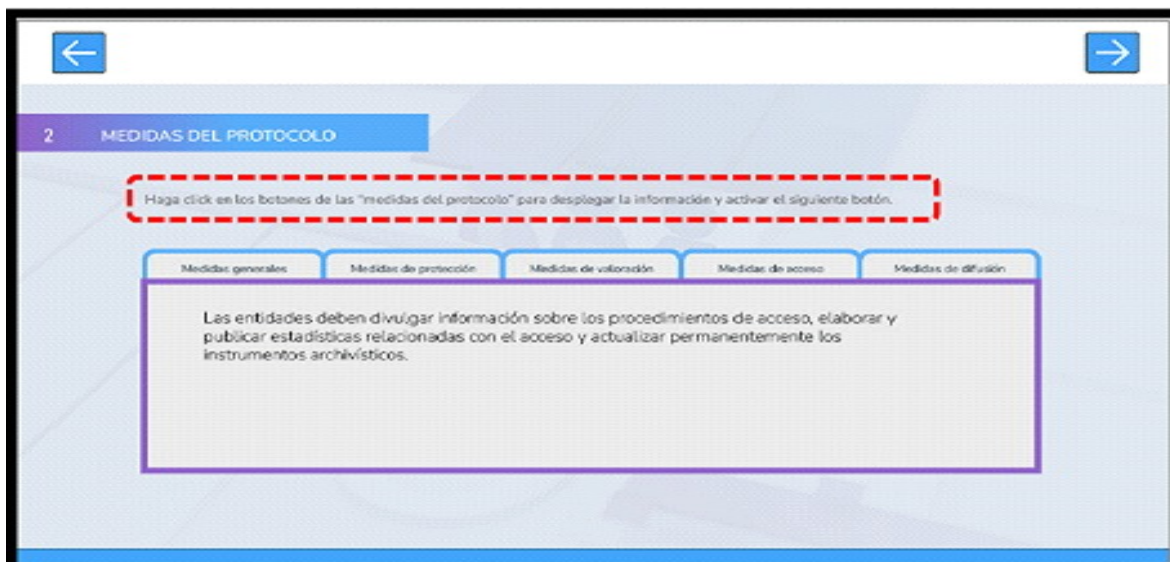 2 MEDIDAS DEL PROTOCOLO
Haga click en los botones de las "medidas del protocolo" para desplegar la información y activar el siguiente botón.
Medidas generales
Medidas de protección
Medidas de valoración
Medidas de acceso
Medidas de difusión
Las entidades deben divulgar información sobre los procedimientos de acceso, elaborar y
publicar estadísticas relacionadas con el acceso y actualizar permanentemente los
instrumentos archivísticos.